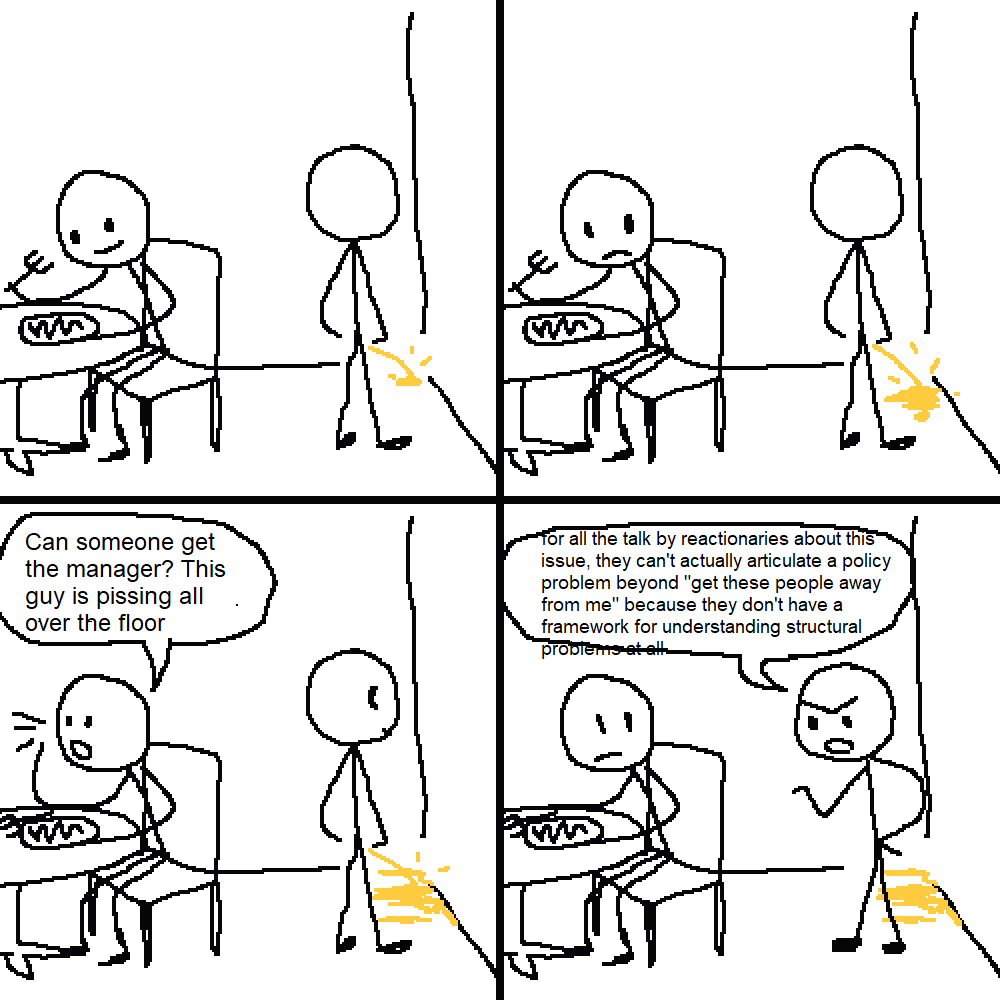 Can someone get
the manager? This
guy is pissing all
over the floor
for all the talk by reactionaries about this
issue, they can't actually articulate a policy
problem beyond "get these people away
from me" because they don't have a
framework for understanding structural
problems at all